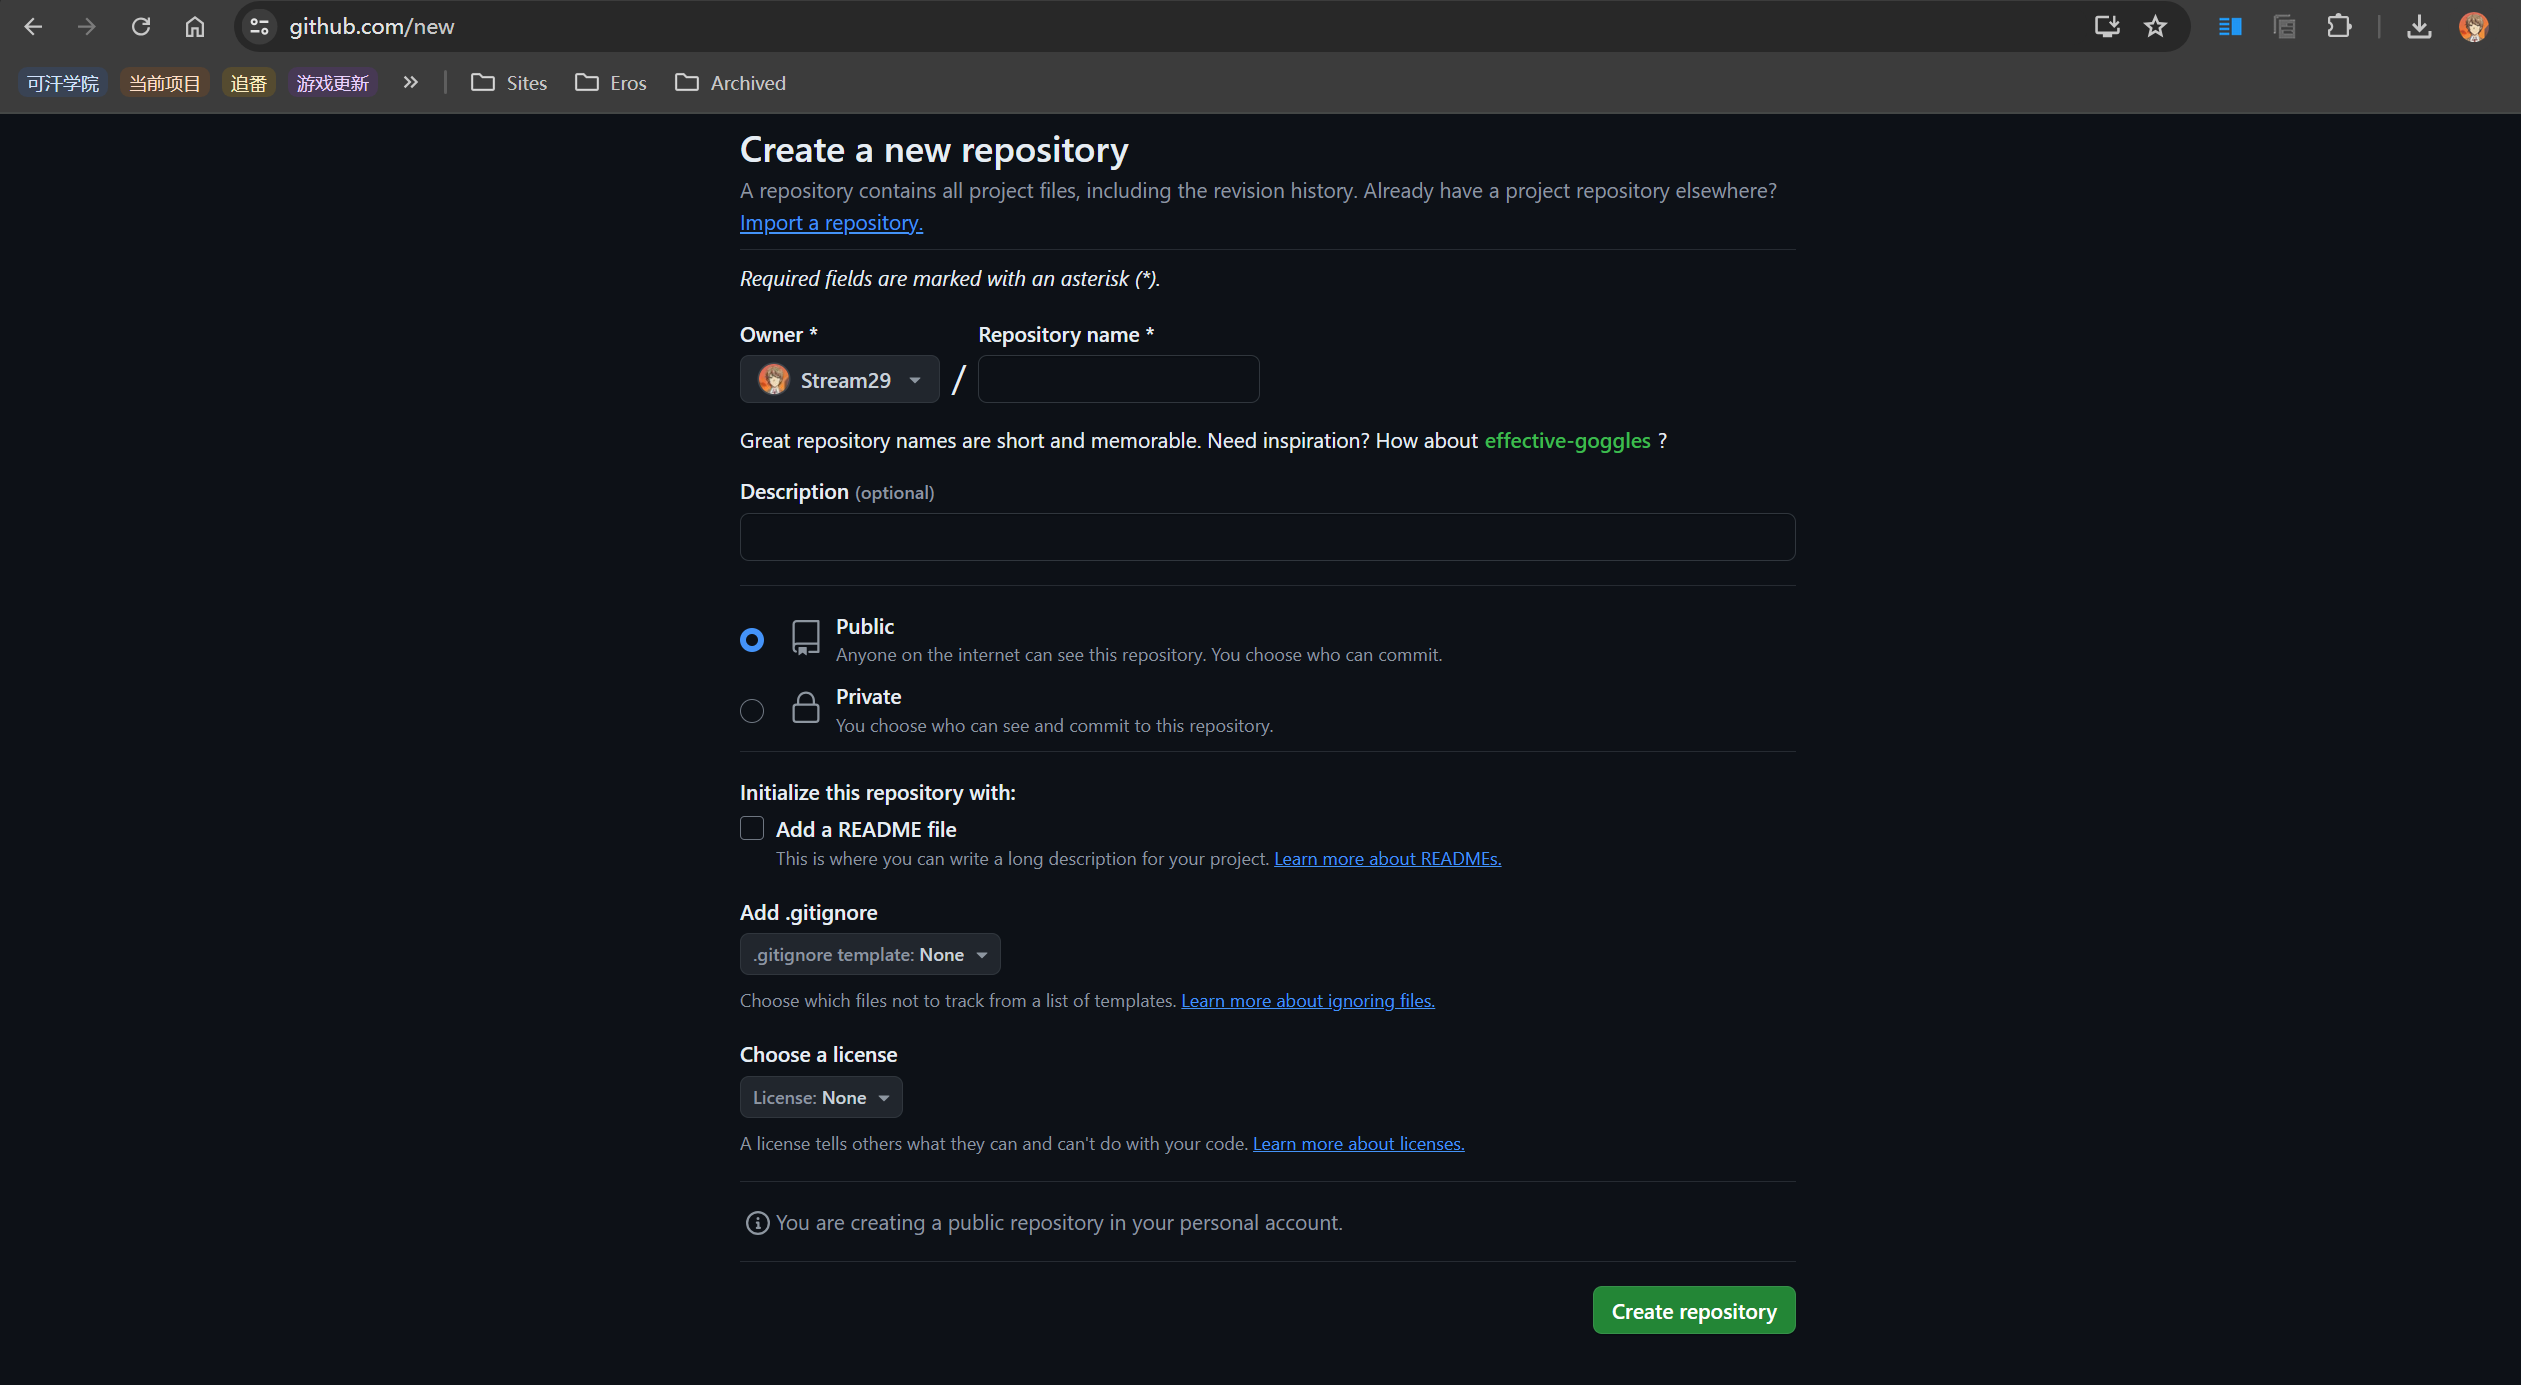 github.com/new
可汗学院 当前项目 追番 游戏更新 Sites Eros Archived
Create a new repository
A repository contains all project files, including the revision history. Already have a project repository elsewhere?
Import a repository.
Required fields are marked with an asterisk (*).
Owner * Repository name *
Stream29 /
Great repository names are short and memorable. Need inspiration? How about effective-goggles ?
Description (optional)
Public
Anyone on the internet can see this repository. You choose who can commit.
Private
You choose who can see and commit to this repository.
Initialize this repository with:
Add a README file
This is where you can write a long description for your project. Learn more about READMEs.
Add .gitignore
.gitignore template: None
Choose which files not to track from a list of templates. Learn more about ignoring files.
Choose a license
License: None
A license tells others what they can and can't do with your code. Learn more about licenses.
You are creating a public repository in your personal account.
Create repository